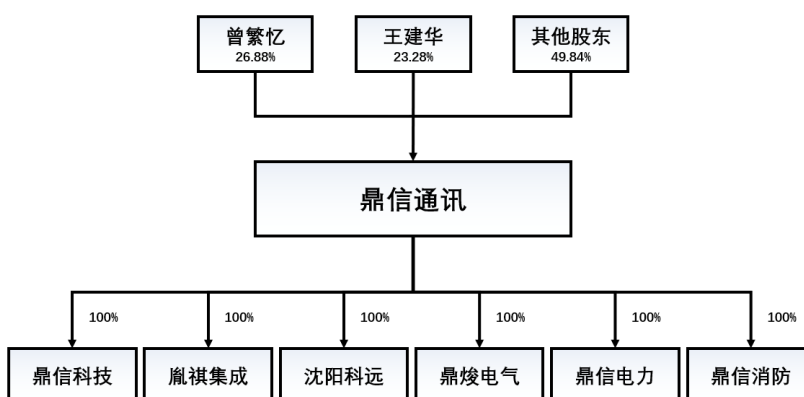 曾繁忆
26.88%
王建华
23.28%
其他股东
49.84%
鼎信通讯
100%
100%
100%
100%
100%
100%
鼎信科技
胤祺集成
沈阳科远
鼎焌电气
鼎信电力
鼎信消防